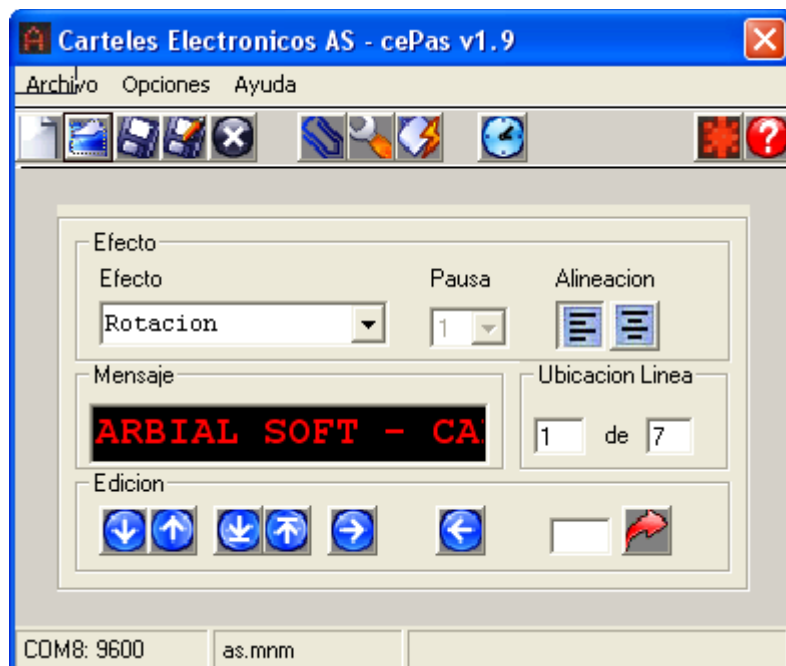 Carteles Electronicos AS - cePas v1.9
Archivo Opciones Ayuda
Efecto
Efecto Pausa Alineacion
Rotacion 1
Mensaje Ubicacion Linea
ARBIAL SOFT - CA
1 de 7
Edicion
COM8: 9600 as.mnm